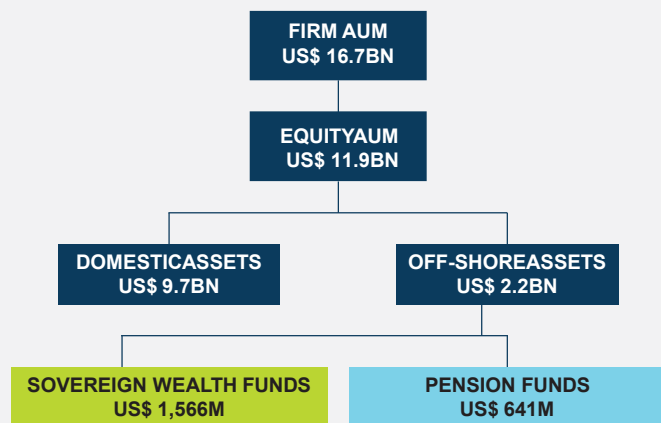 FIRM AUM
US$ 16.7BN
EQUITYAUM
US$ 11.9BN
DOMESTICASSETS
US$ 9.7BN
OFF-SHOREASSETS
US$ 2.2BN
SOVEREIGN WEALTH FUNDS
US$ 1,566M
PENSION FUNDS
US$ 641M